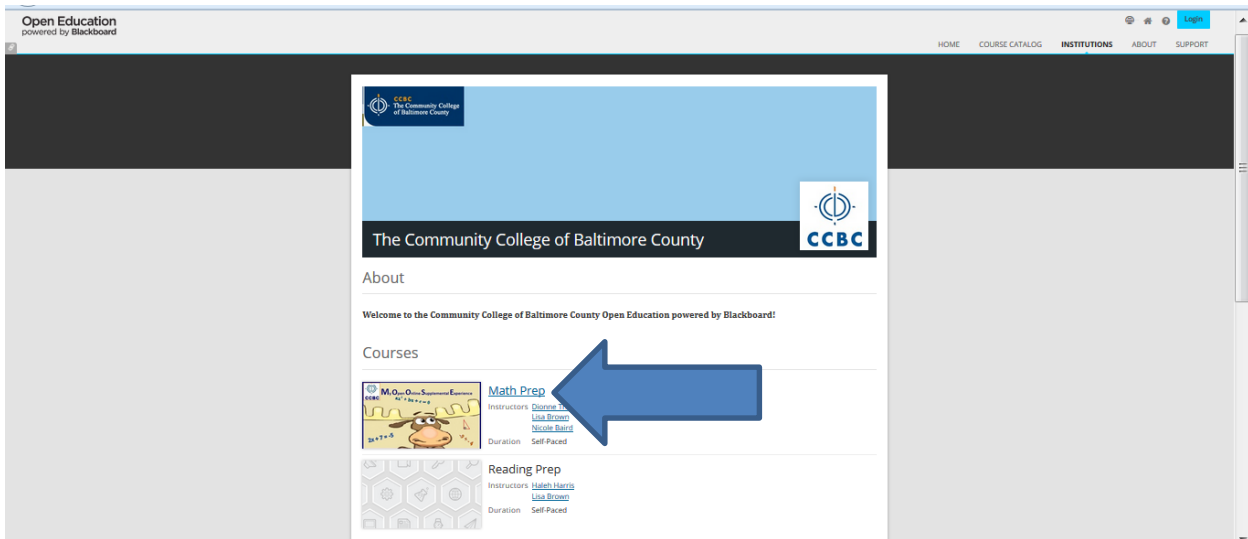 Open Education
powered by Blackboard
Login
HOME COURSE CATALOG INSTITUTIONS ABOUT SUPPORT
CCBC
The Community College
of Baltimore County
The Community College of Baltimore County
CCBC
About
Welcome to the Community College of Baltimore County Open Education powered by Blackboard!
Courses
CCBC
Math Prep
Instructors Dionne
Lisa Brown
Nicole Baird
Duration Self-Paced
Reading Prep
Instructors Haleh Harris
Lisa Brown
Duration Self-Paced